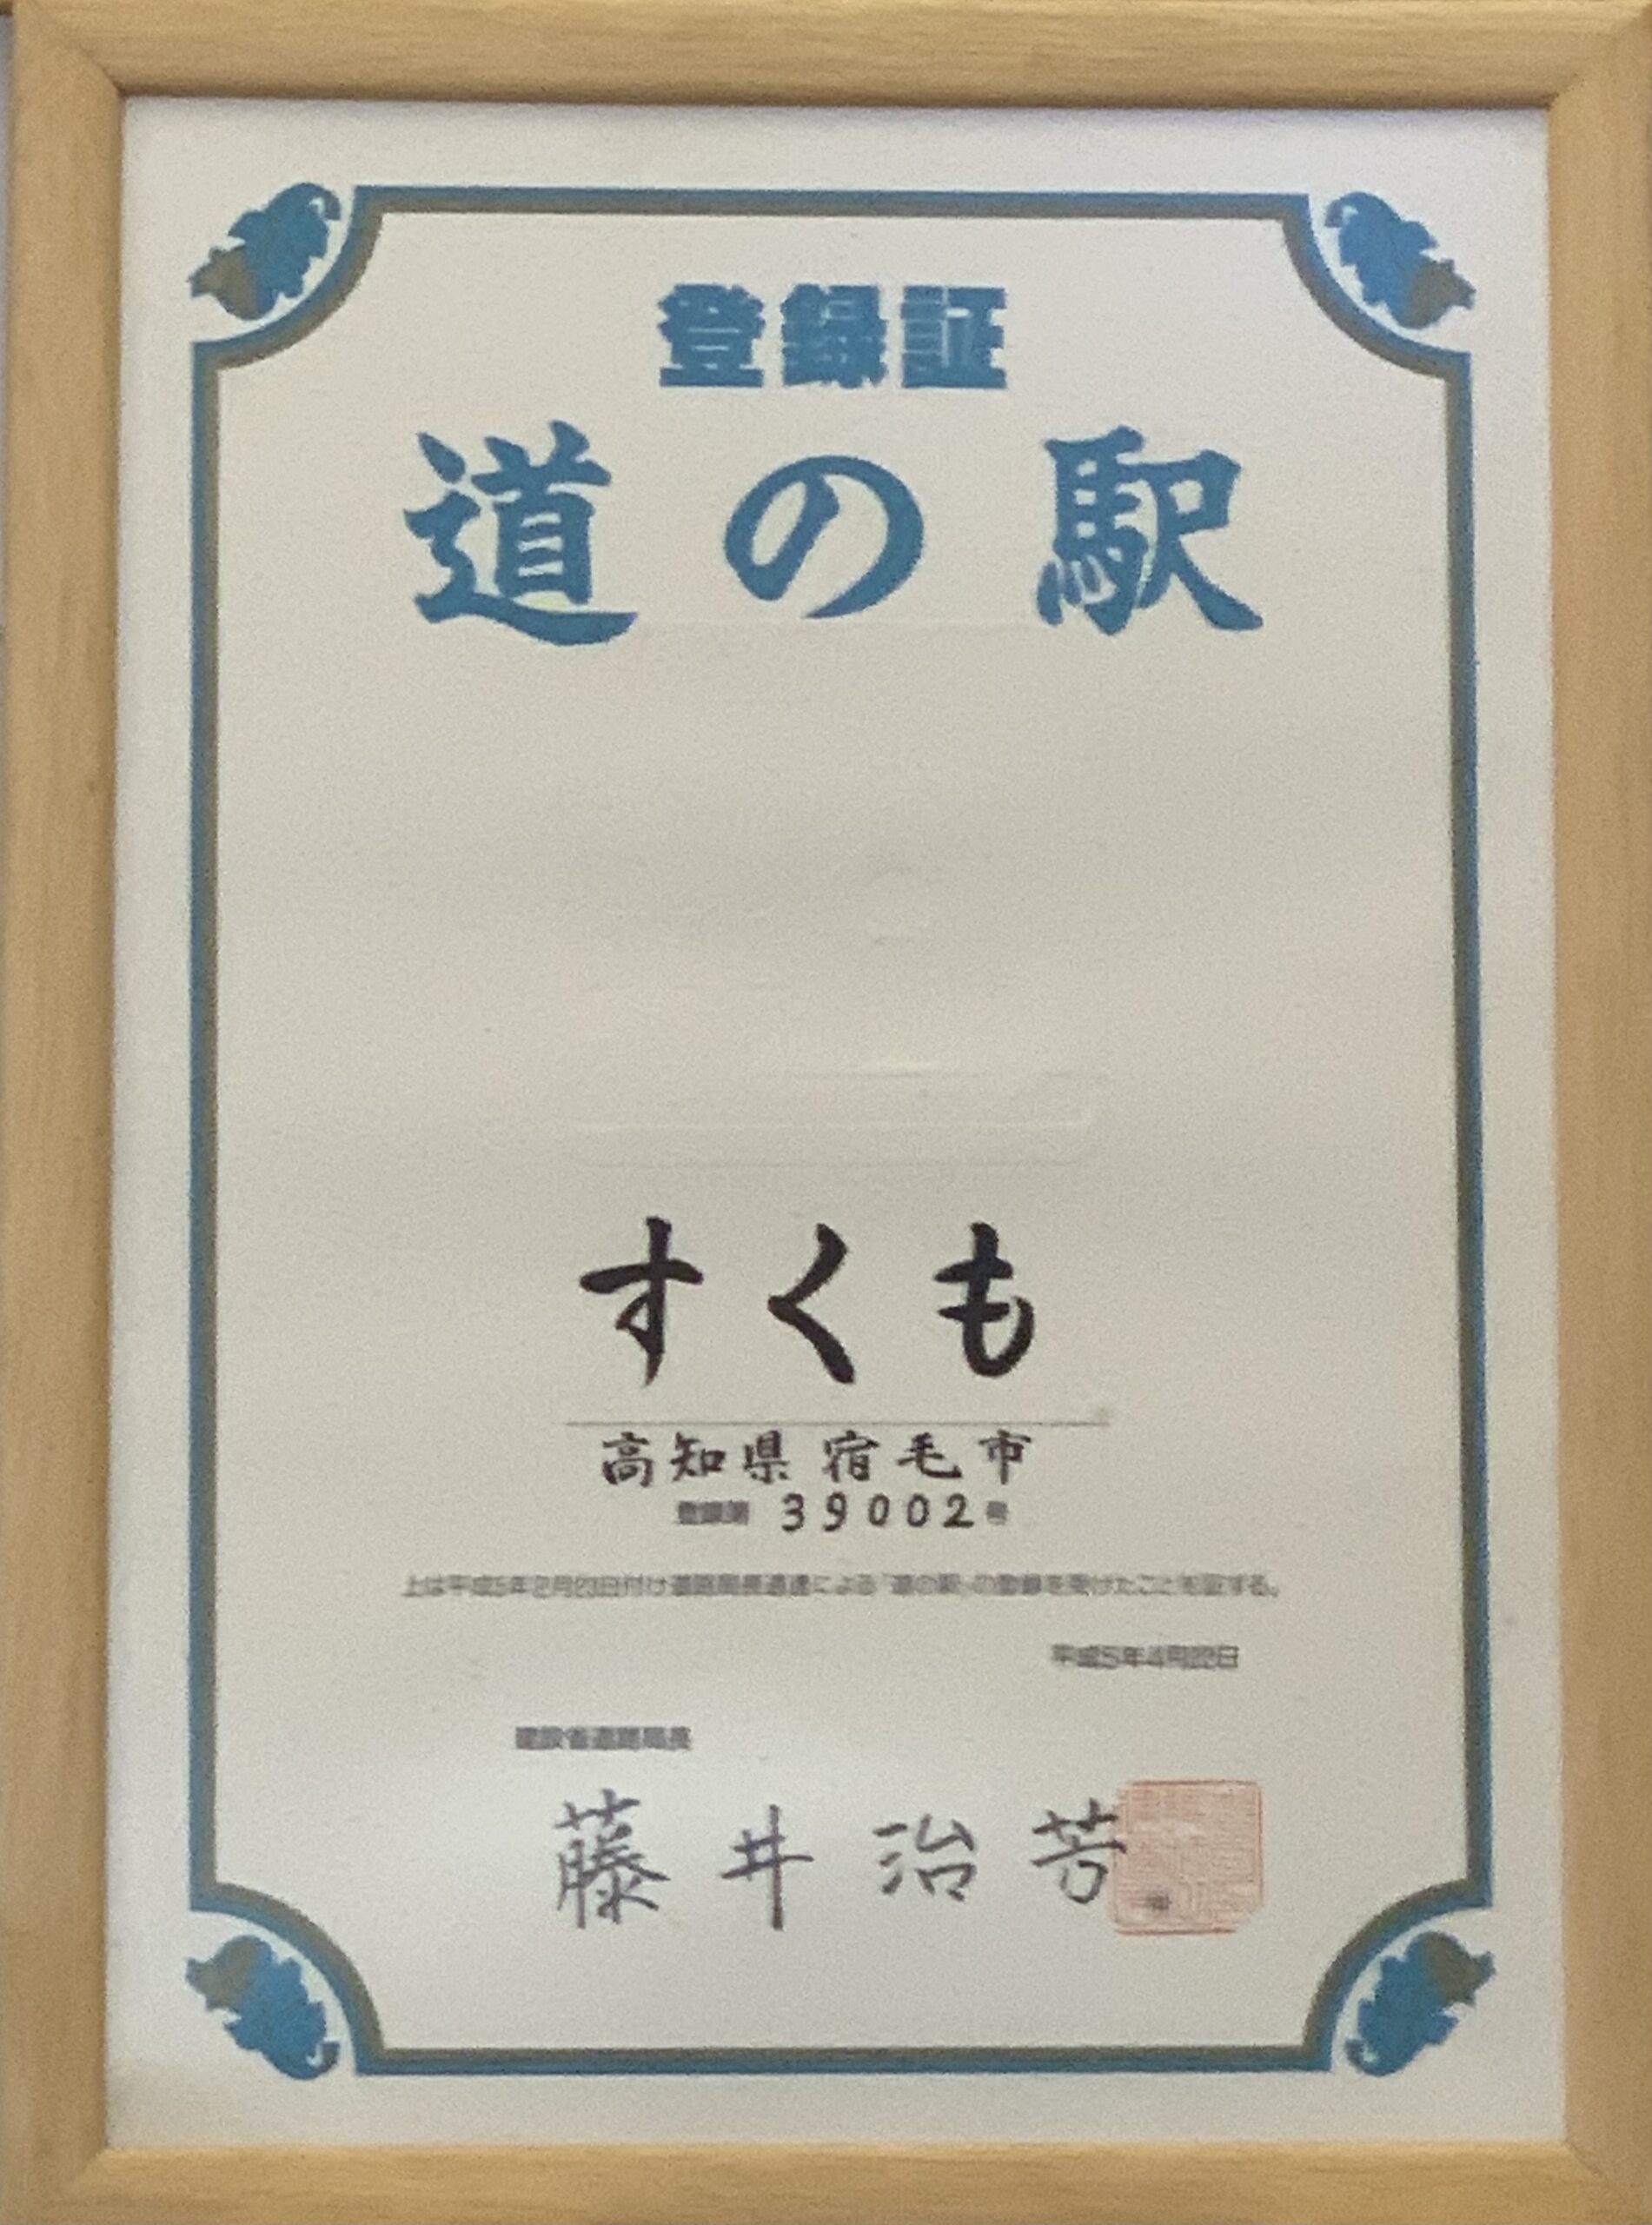 登録証
道の駅
すくも
高知県宿毛市
登録第 39002号
上は平成5年2月23日付け道路局長通達による「道の駅」の登録を受けたことを証する。
平成5年4月22日
建設省道路局長
藤井治芳